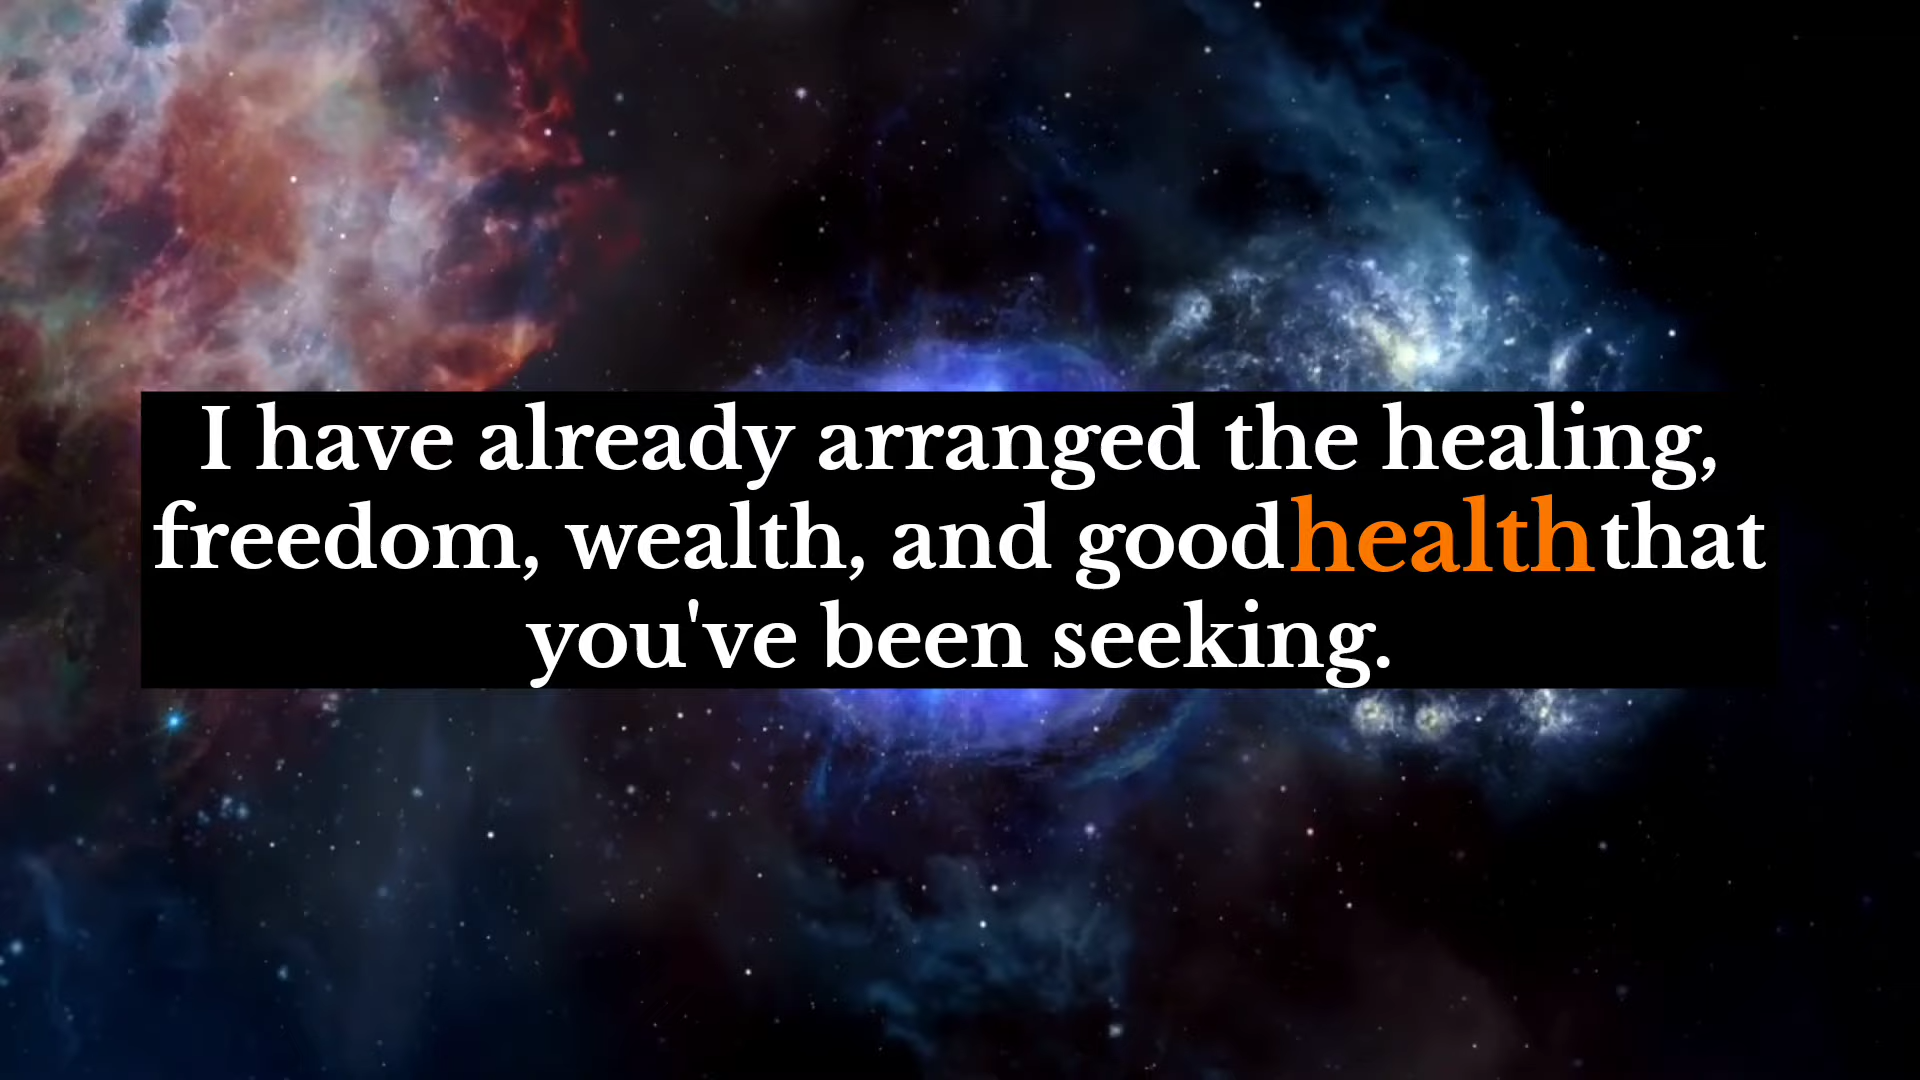 I have already arranged the healing,
freedom, wealth, and good health that
you've been seeking.